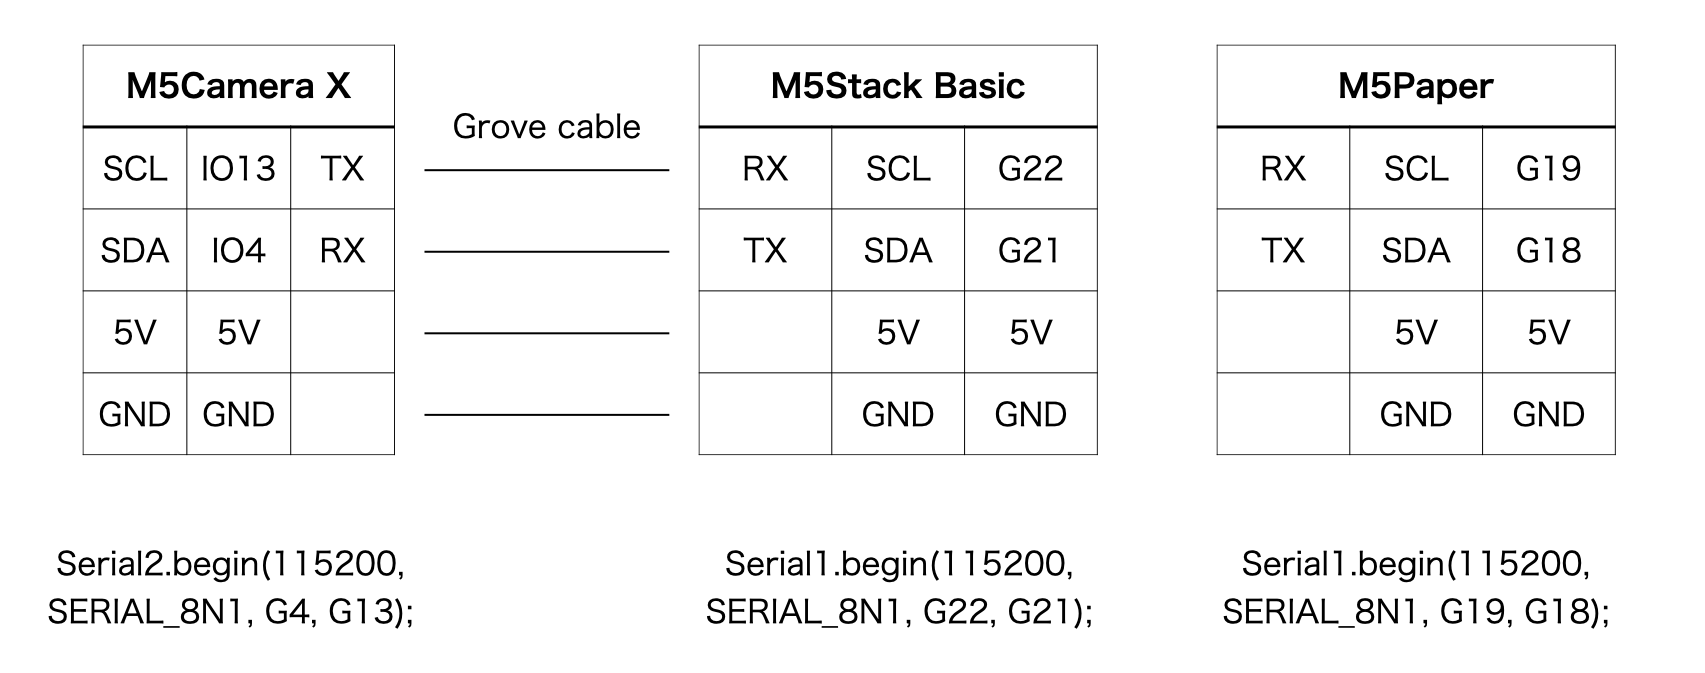 M5Camera X
SCL IO13 TX
SDA IO4 RX
5V 5V
GND GND
Grove cable
M5Stack Basic
RX SCL G22
TX SDA G21
5V 5V
GND GND
M5Paper
RX SCL G19
TX SDA G18
5V 5V
GND GND
Serial2.begin(115200,
SERIAL_8N1, G4, G13);
Serial1.begin(115200,
SERIAL_8N1, G22, G21);
Serial1.begin(115200,
SERIAL_8N1, G19, G18);